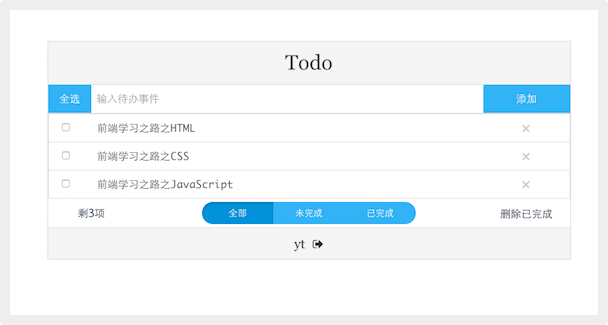 Todo
全选 输入待办事件 添加
前端学习之路之HTML ×
前端学习之路之CSS ×
前端学习之路之JavaScript ×
剩3项 全部 未完成 已完成 删除已完成
yt